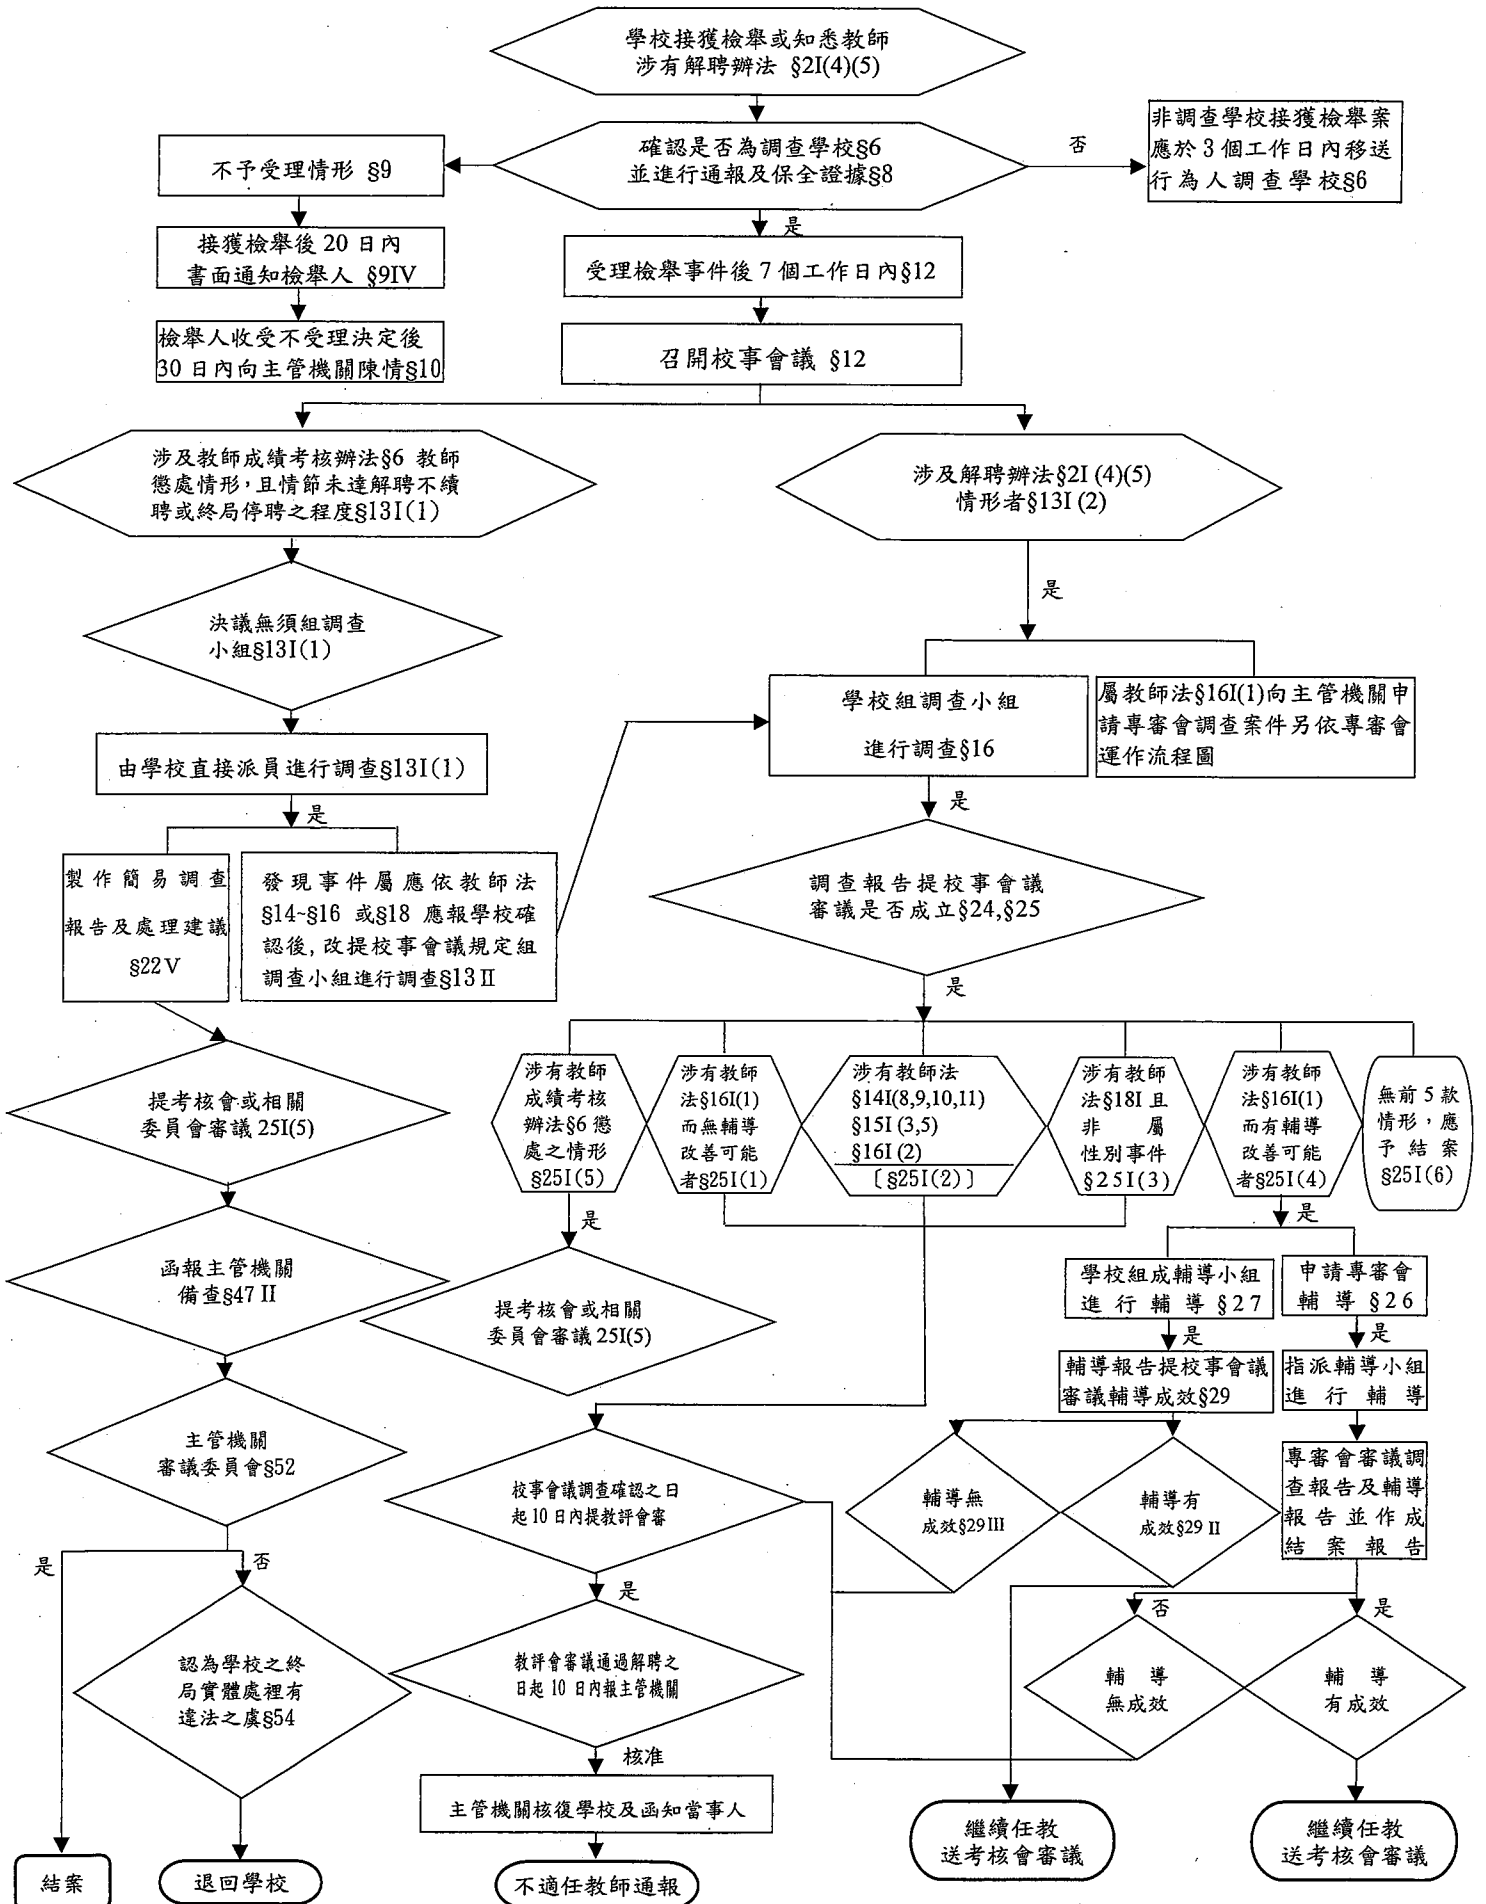 學校接獲檢舉或知悉教師
涉有解聘辦法 §2I(4)(5)
確認是否為調查學校§6
並進行通報及保全證據§8
否
非調查學校接獲檢舉案
應於 3 個工作日內移送
行為人調查學校§6
不予受理情形 §9
接獲檢舉後 20 日內
書面通知檢舉人 §9IV
檢舉人收受不受理決定後
30 日內向主管機關陳情§10
是
受理檢舉事件後 7 個工作日內§12
召開校事會議 §12
涉及教師成績考核辦法§6 教師
懲處情形,且情節未達解聘不續
聘或終局停聘之程度§13I(1)
涉及解聘辦法§2I (4)(5)
情形者§13I (2)
是
決議無須組調查
小組§13I(1)
由學校直接派員進行調查§13I(1)
是
學校組調查小組
進行調查§16
屬教師法§16I(1)向主管機關申
請專審會調查案件另依專審會
運作流程圖
是
製作簡易調查
報告及處理建議
§22V
發現事件屬應依教師法
§14~§16 或§18 應報學校確
認後,改提校事會議規定組
調查小組進行調查§13 II
調查報告提校事會議
審議是否成立§24,§25
是
提考核會或相關
委員會審議 25I(5)
函報主管機關
備查§47 II
主管機關
審議委員會§52
是
否
認為學校之終
局實體處裡有
違法之虞§54
結案
退回學校
涉有教師
成績考核
辦法§6 懲
處之情形
§25I(5)
涉有教師
法§16I(1)
而無輔導
改善可能
者§25I(1)
涉有教師法
§14I(8,9,10,11)
§15I (3,5)
§16I (2)
[ §25I(2) ]
涉有教師
法§18I 且
非屬
性別事件
§25I(3)
涉有教師
法§16I(1)
而有輔導
改善可能
者§25I(4)
無前 5 款
情形,應
予結案
§25I(6)
是
提考核會或相關
委員會審議 25I(5)
是
學校組成輔導小組
進行輔導§27
申請專審會
輔導§26
是
是
輔導報告提校事會議
審議輔導成效§29
指派輔導小組
進行輔導
校事會議調查確認之日
起 10 日內提教評會審
輔導無
成效§29 III
輔導有
成效§29 II
專審會審議調
查報告及輔導
報告並作成
結案報告
是
否
是
教評會審議通過解聘之
日起 10 日內報主管機關
輔導
無成效
輔導
有成效
核准
主管機關核復學校及函知當事人
不適任教師通報
繼續任教
送考核會審議
繼續任教
送考核會審議